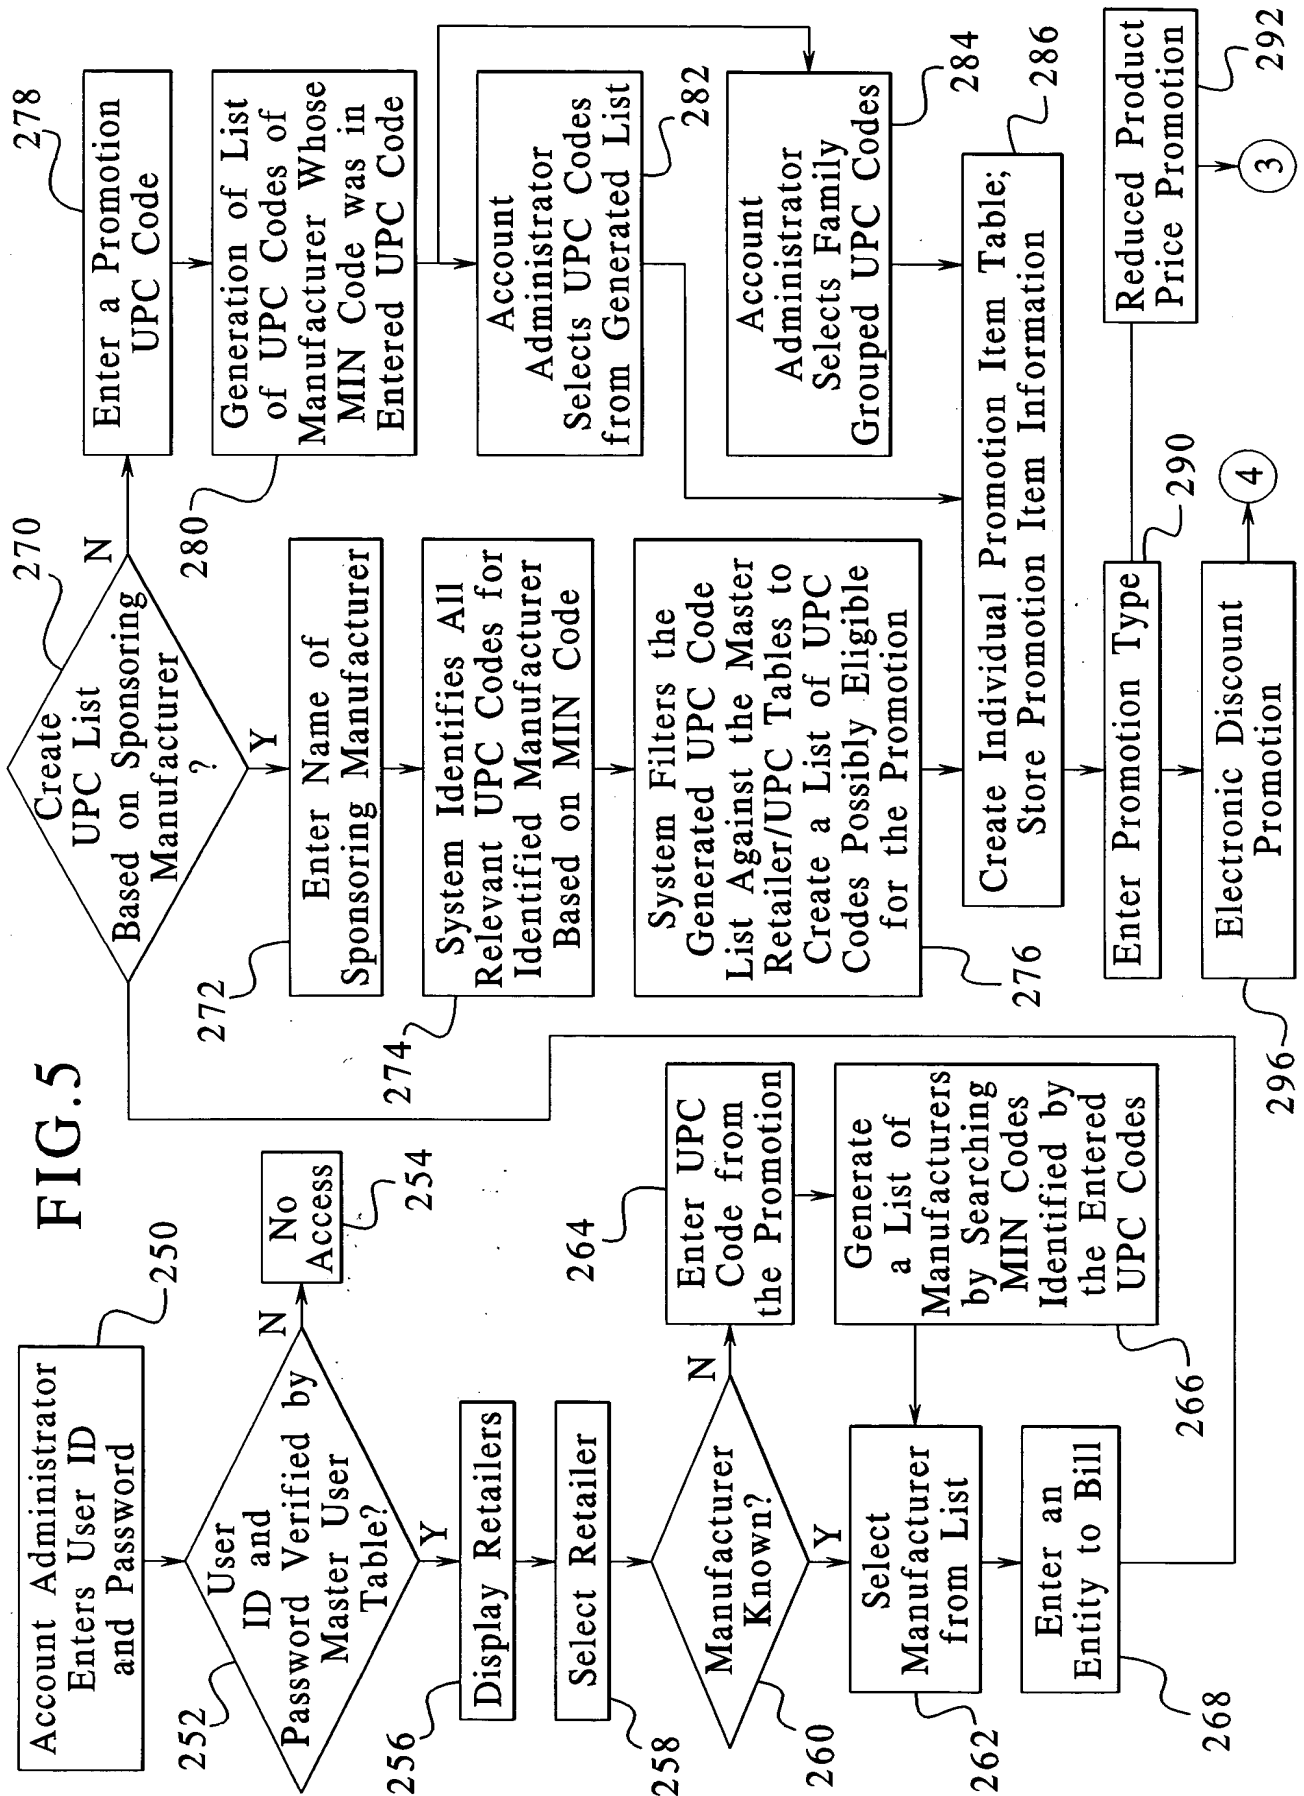 FIG.5
Account Administrator
Enters User ID
and Password
250
User
ID and
Password Verified by
Master User
Table?
252
N
No
Access
254
Y
Display Retailers
256
Select Retailer
258
Manufacturer
Known?
260
N
Enter UPC
Code from
the Promotion
264
Generate
a List of
Manufacturers
by Searching
MIN Codes
Identified by
the Entered
UPC Codes
266
Y
Select
Manufacturer
from List
262
Enter an
Entity to Bill
268
Create
UPC List
Based on Sponsoring
Manufacturer
?
270
Y
Enter Name of
Sponsoring Manufacturer
272
System Identifies All
Relevant UPC Codes for
Identified Manufacturer
Based on MIN Code
274
System Filters the
Generated UPC Code
List Against the Master
Retailer/UPC Tables to
Create a List of UPC
Codes Possibly Eligible
for the Promotion
276
N
Enter a Promotion
UPC Code
278
Generation of List
of UPC Codes of
Manufacturer Whose
MIN Code was in
Entered UPC Code
280
Account
Administrator
Selects UPC Codes
from Generated List
282
Account
Administrator
Selects Family
Grouped UPC Codes
284
Create Individual Promotion Item Table;
Store Promotion Item Information
286
Enter Promotion Type
290
Reduced Product
Price Promotion
292
3
Electronic Discount
Promotion
296
4